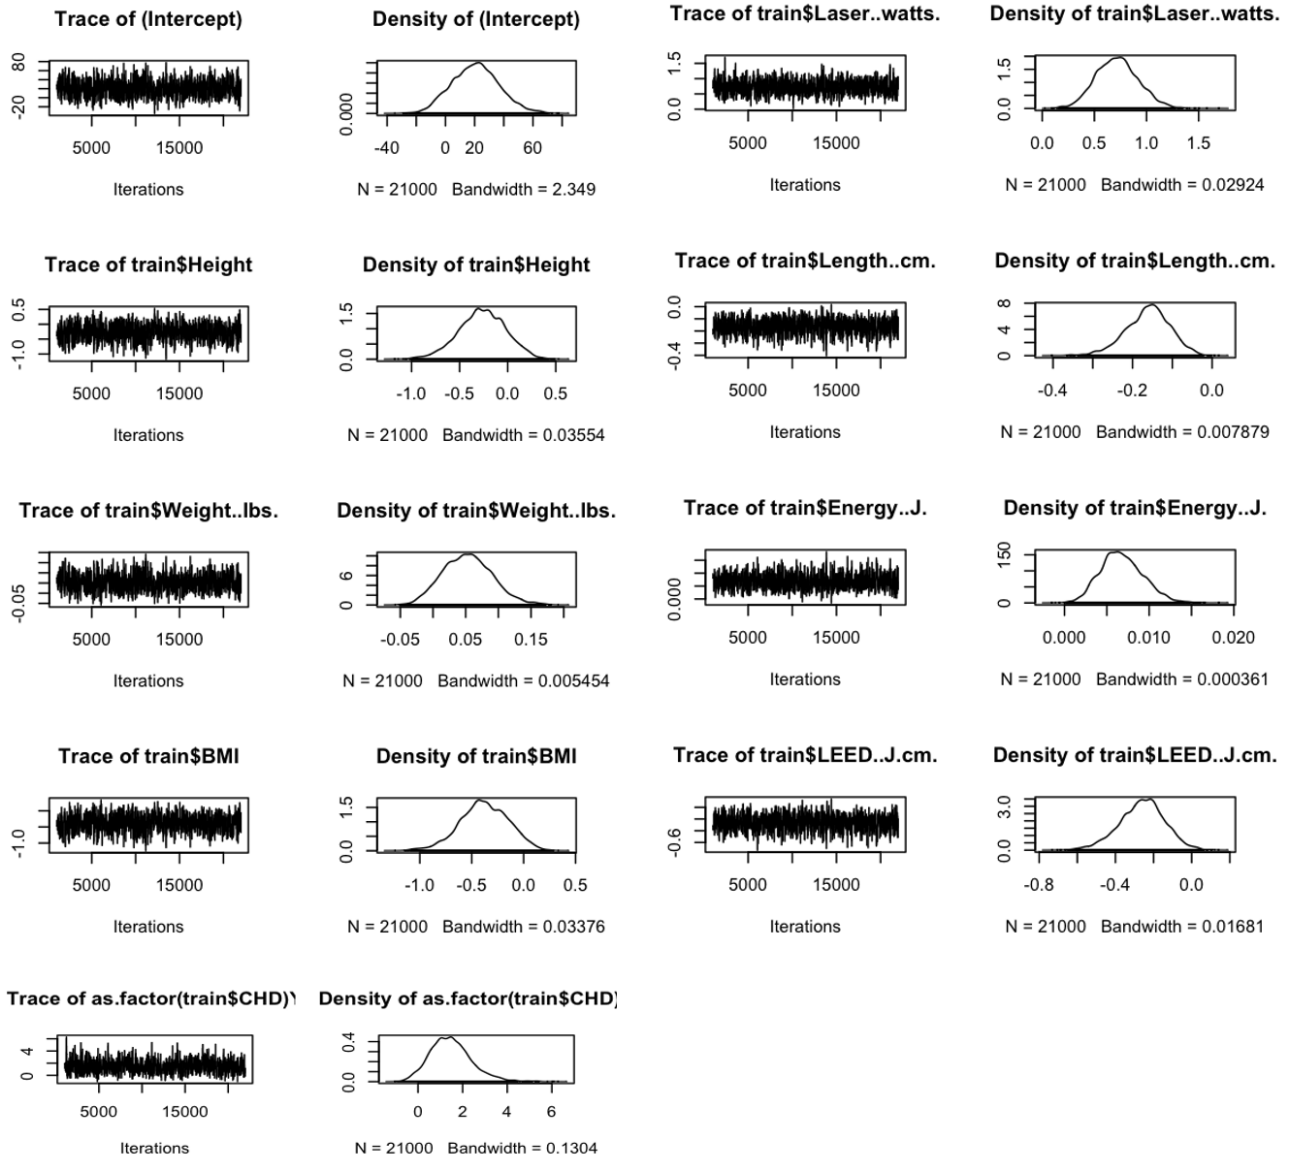 Trace of (Intercept)
80
-20
5000 15000
Iterations
Density of (Intercept)
0.000
-40 0 20 60
N = 21000 Bandwidth = 2.349
Trace of train$Laser..watts.
1.5
0.0
5000 15000
Iterations
Density of train$Laser..watts.
1.5
0.0
0.0 0.5 1.0 1.5
N = 21000 Bandwidth = 0.02924
Trace of train$Height
0.5
-1.0
5000 15000
Iterations
Density of train$Height
1.5
0.0
-1.0 -0.5 0.0 0.5
N = 21000 Bandwidth = 0.03554
Trace of train$Length..cm.
0.0
-0.4
5000 15000
Iterations
Density of train$Length..cm.
8
4
0
-0.4 -0.2 0.0
N = 21000 Bandwidth = 0.007879
Trace of train$Weight..lbs.
-0.05
5000 15000
Iterations
Density of train$Weight..lbs.
6
0
-0.05 0.05 0.15
N = 21000 Bandwidth = 0.005454
Trace of train$Energy..J.
0.000
5000 15000
Iterations
Density of train$Energy..J.
150
0
0.000 0.010 0.020
N = 21000 Bandwidth = 0.000361
Trace of train$BMI
-1.0
5000 15000
Iterations
Density of train$BMI
1.5
0.0
-1.0 -0.5 0.0 0.5
N = 21000 Bandwidth = 0.03376
Trace of train$LEED..J.cm.
-0.6
5000 15000
Iterations
Density of train$LEED..J.cm.
3.0
0.0
-0.8 -0.4 0.0
N = 21000 Bandwidth = 0.01681
Trace of as.factor(train$CHD)Y
4
0
5000 15000
Iterations
Density of as.factor(train$CHD)
0.4
0.0
0 2 4 6
N = 21000 Bandwidth = 0.1304